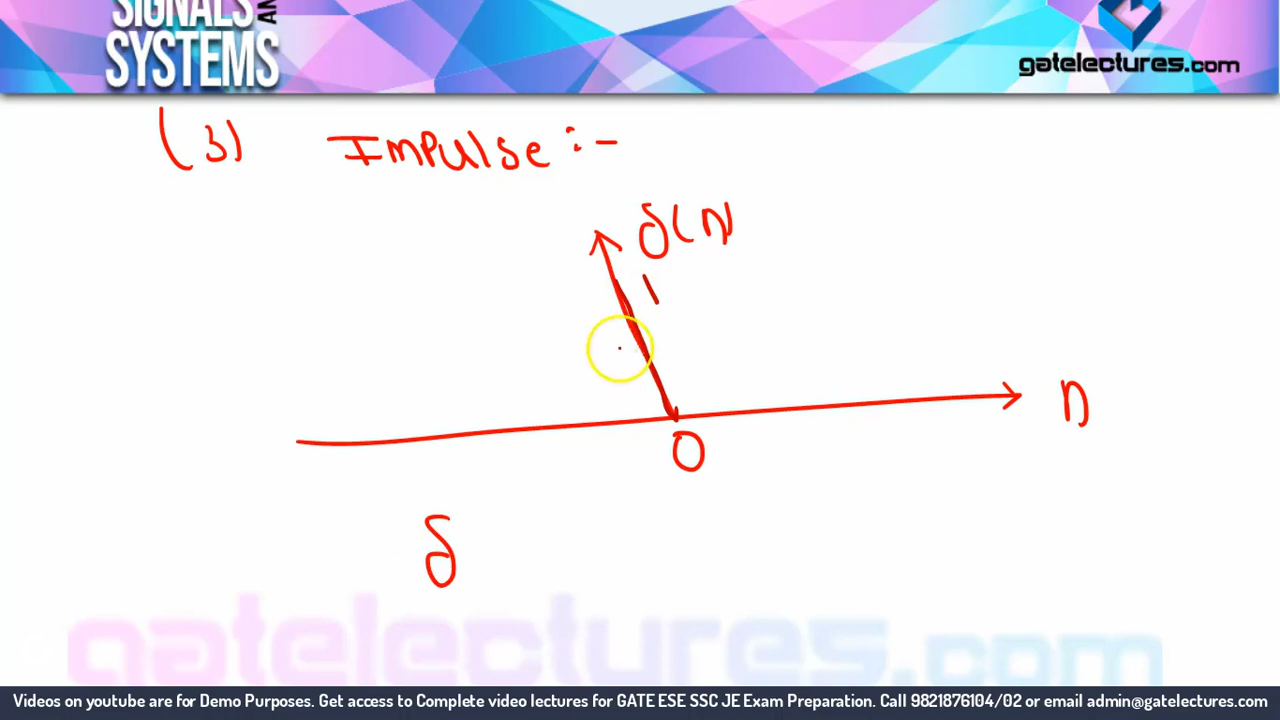 SIGNALS AND
SYSTEMS
gatelectures.com
(3) Impulse :-
δ(n)
1
n
0
δ
gatelectures.com
Videos on youtube are for Demo Purposes. Get access to Complete video lectures for GATE ESE SSC JE Exam Preparation. Call 9821876104/02 or email admin@gatelectures.com